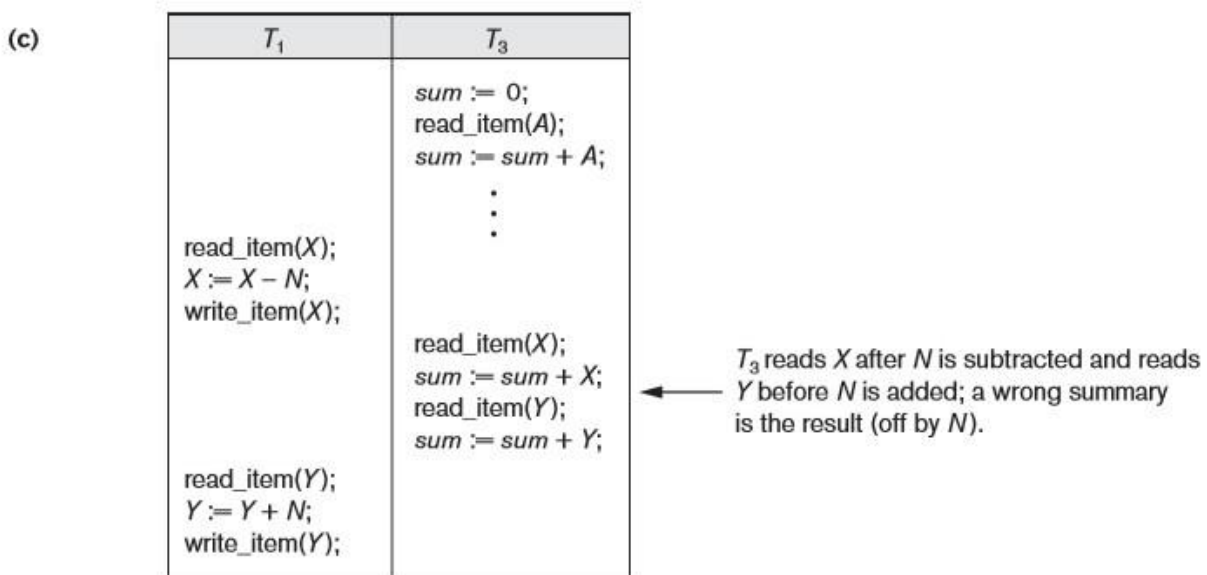 (c)
T₁
T₃
sum := 0;
read_item(A);
sum := sum + A;
read_item(X);
X := X – N;
write_item(X);
read_item(X);
sum := sum + X;
read_item(Y);
sum := sum + Y;
T₃ reads X after N is subtracted and reads
Y before N is added; a wrong summary
is the result (off by N).
read_item(Y);
Y := Y + N;
write_item(Y);